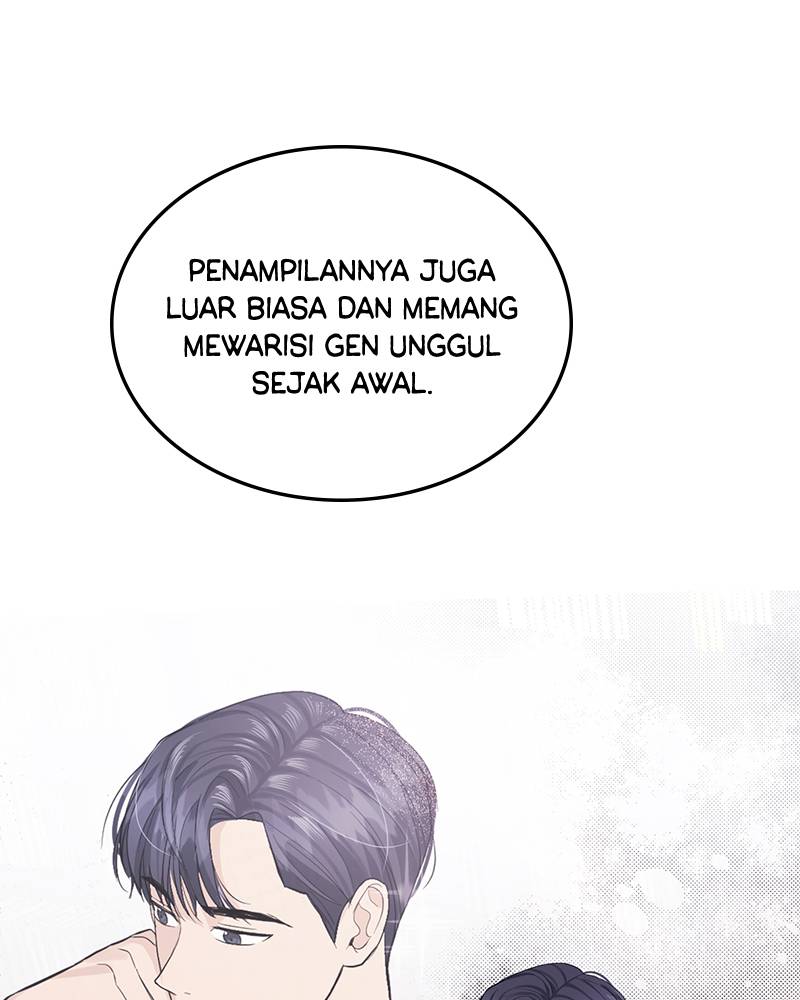 PENAMPILANNYA JUGA
LUAR BIASA DAN MEMANG
MEWARISI GEN UNGGUL
SEJAK AWAL.